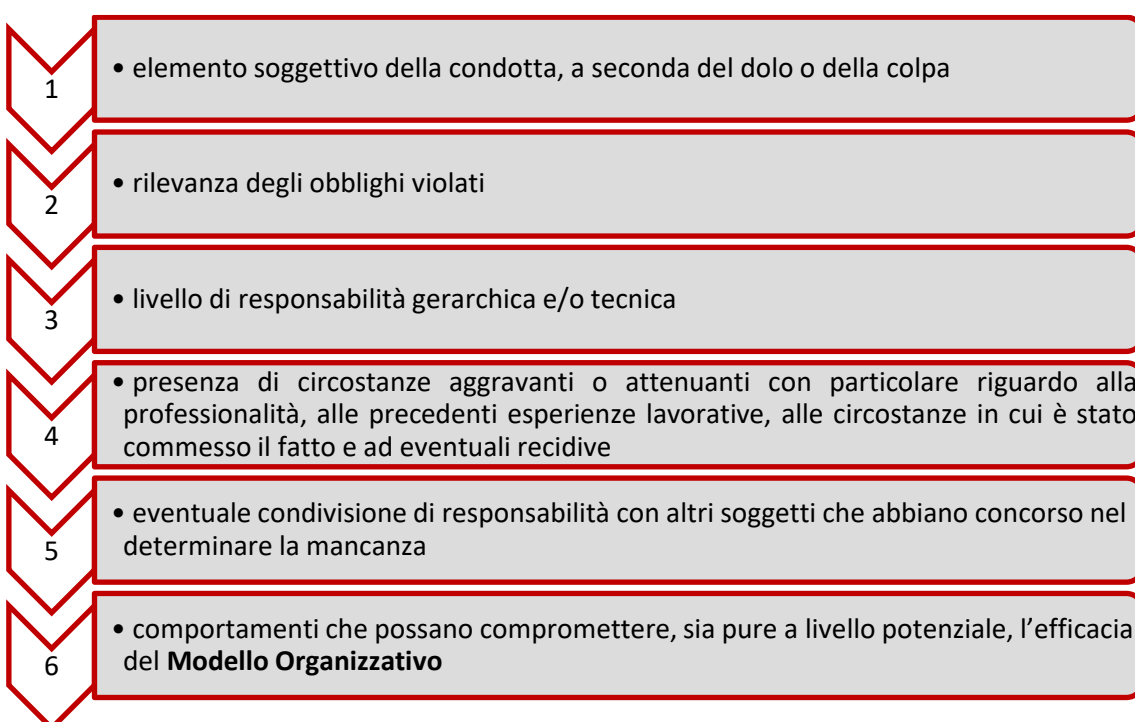 1
• elemento soggettivo della condotta, a seconda del dolo o della colpa
2
• rilevanza degli obblighi violati
3
• livello di responsabilità gerarchica e/o tecnica
4
• presenza di circostanze aggravanti o attenuanti con particolare riguardo alla
professionalità, alle precedenti esperienze lavorative, alle circostanze in cui è stato
commesso il fatto e ad eventuali recidive
5
• eventuale condivisione di responsabilità con altri soggetti che abbiano concorso nel
determinare la mancanza
6
• comportamenti che possano compromettere, sia pure a livello potenziale, l’efficacia
del Modello Organizzativo